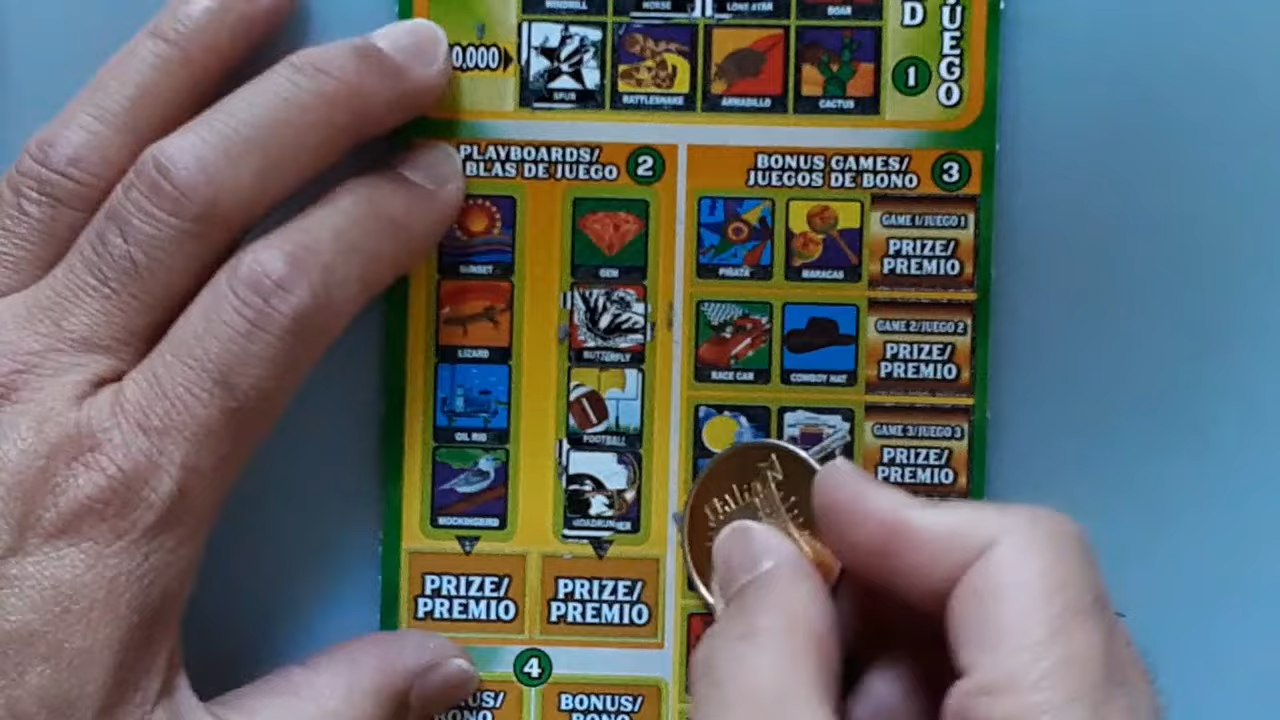 WINDMILL HORSE LONE STAR BOAR
0,000 SPUR RATTLESNAKE ARMADILLO CACTUS
D
1
JUEGO
PLAYBOARDS/
BLAS DE JUEGO
2
BONUS GAMES/
JUEGOS DE BONO
3
SUNSET GEM
PIÑATA MARACAS
GAME 1/JUEGO 1
PRIZE/
PREMIO
LIZARD BUTTERFLY
RACE CAR COWBOY HAT
GAME 2/JUEGO 2
PRIZE/
PREMIO
OIL RIG FOOTBALL
GAME 3/JUEGO 3
PRIZE/
PREMIO
MOCKINGBIRD ROADRUNNER
PRIZE/
PREMIO
PRIZE/
PREMIO
4
US/
BONO
BONUS/
BONO